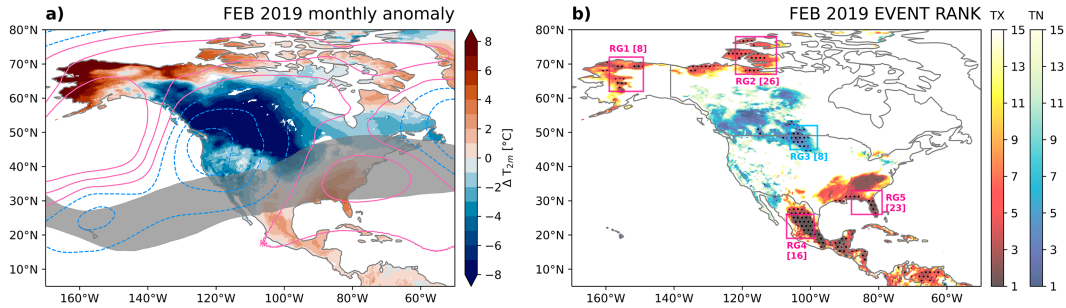 a) FEB 2019 monthly anomaly
80°N
70°N
60°N
50°N
40°N
30°N
20°N
10°N
160°W 140°W 120°W 100°W 80°W 60°W
8
6
4
2
0
−2
−4
−6
−8
Δ T2m [°C]
b) FEB 2019 EVENT RANK
TX TN
80°N
70°N
60°N
50°N
40°N
30°N
20°N
10°N
160°W 140°W 120°W 100°W 80°W 60°W
RG1 [8]
RG2 [26]
RG3 [8]
RG5
[23]
RG4
[16]
15 15
13 13
11 11
9 9
7 7
5 5
3 3
1 1